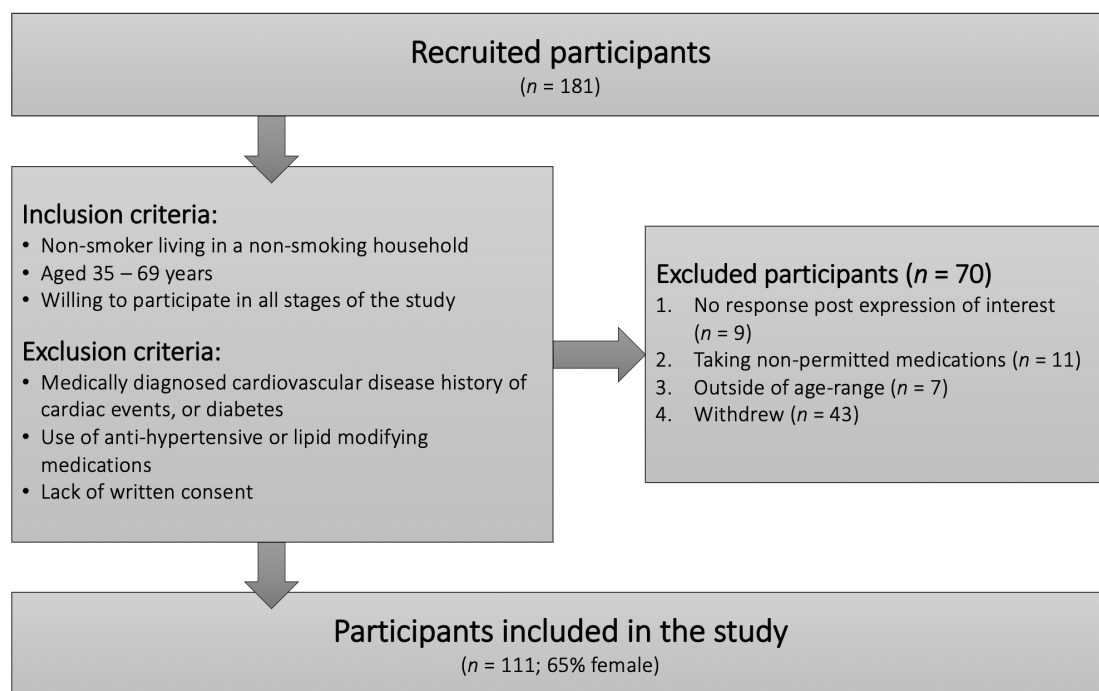 Recruited participants
(n = 181)
Inclusion criteria:
• Non-smoker living in a non-smoking household
• Aged 35 – 69 years
• Willing to participate in all stages of the study
Exclusion criteria:
• Medically diagnosed cardiovascular disease history of
cardiac events, or diabetes
• Use of anti-hypertensive or lipid modifying
medications
• Lack of written consent
Excluded participants (n = 70)
1. No response post expression of interest
(n = 9)
2. Taking non-permitted medications (n = 11)
3. Outside of age-range (n = 7)
4. Withdrew (n = 43)
Participants included in the study
(n = 111; 65% female)